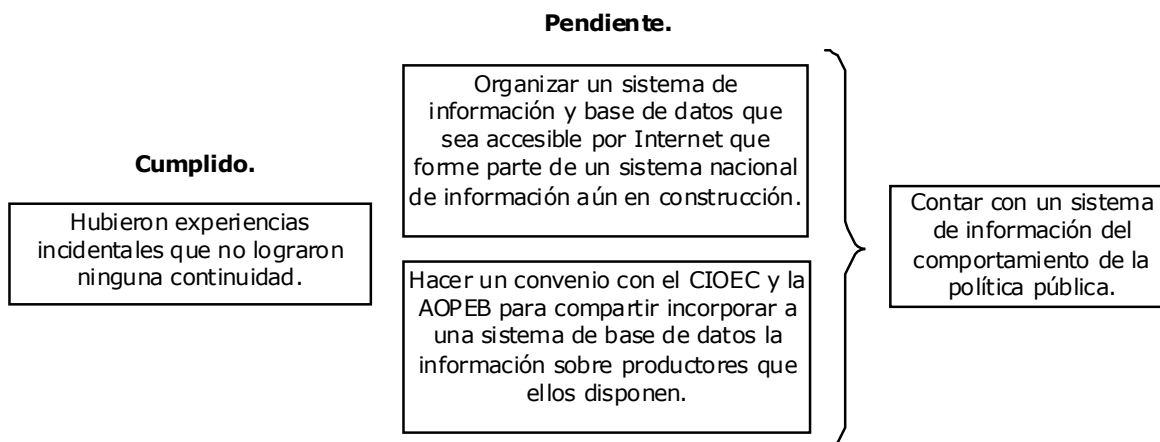 Pendiente.
Organizar un sistema de
información y base de datos que
sea accesible por Internet que
forme parte de un sistema nacional
de información aún en construcción.
Cumplido.
Hubieron experiencias
incidentales que no lograron
ninguna continuidad.
Hacer un convenio con el CIOEC y la
AOPEB para compartir incorporar a
una sistema de base de datos la
información sobre productores que
ellos disponen.
Contar con un sistema
de información del
comportamiento de la
política pública.